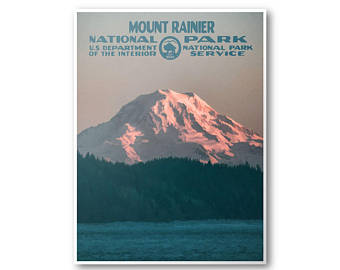 MOUNT RAINIER
NATIONAL PARK
U.S. DEPARTMENT NATIONAL PARK
OF THE INTERIOR SERVICE